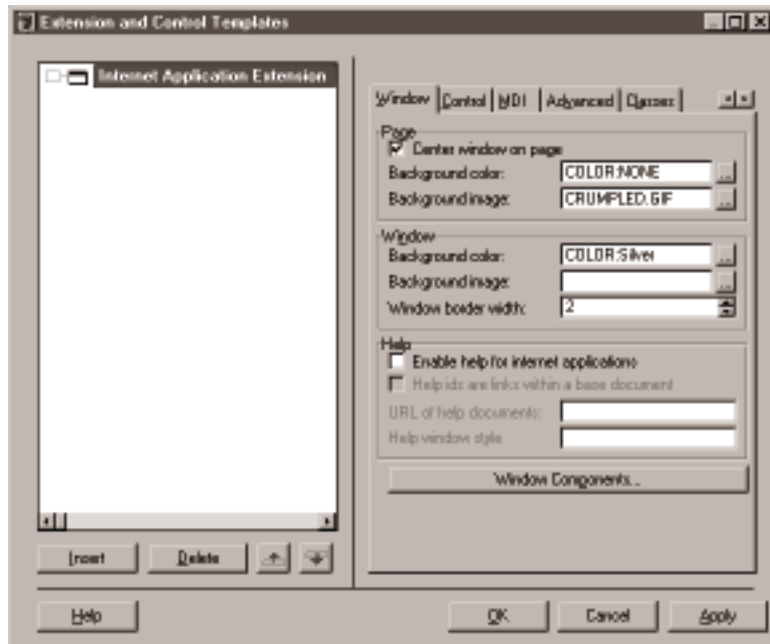 Extension and Control Templates
Internet Application Extension
Window Control MDI Advanced Classes
Page
Center window on page
Background color: COLOR:NONE ...
Background image: CRUMPLED.GIF ...
Window
Background color: COLOR:Silver ...
Background image: ...
Window border width: 2
Help
Enable help for internet applications
Help ids are links within a base document
URL of help documents:
Help window style
Window Components...
Insert Delete
Help OK Cancel Apply